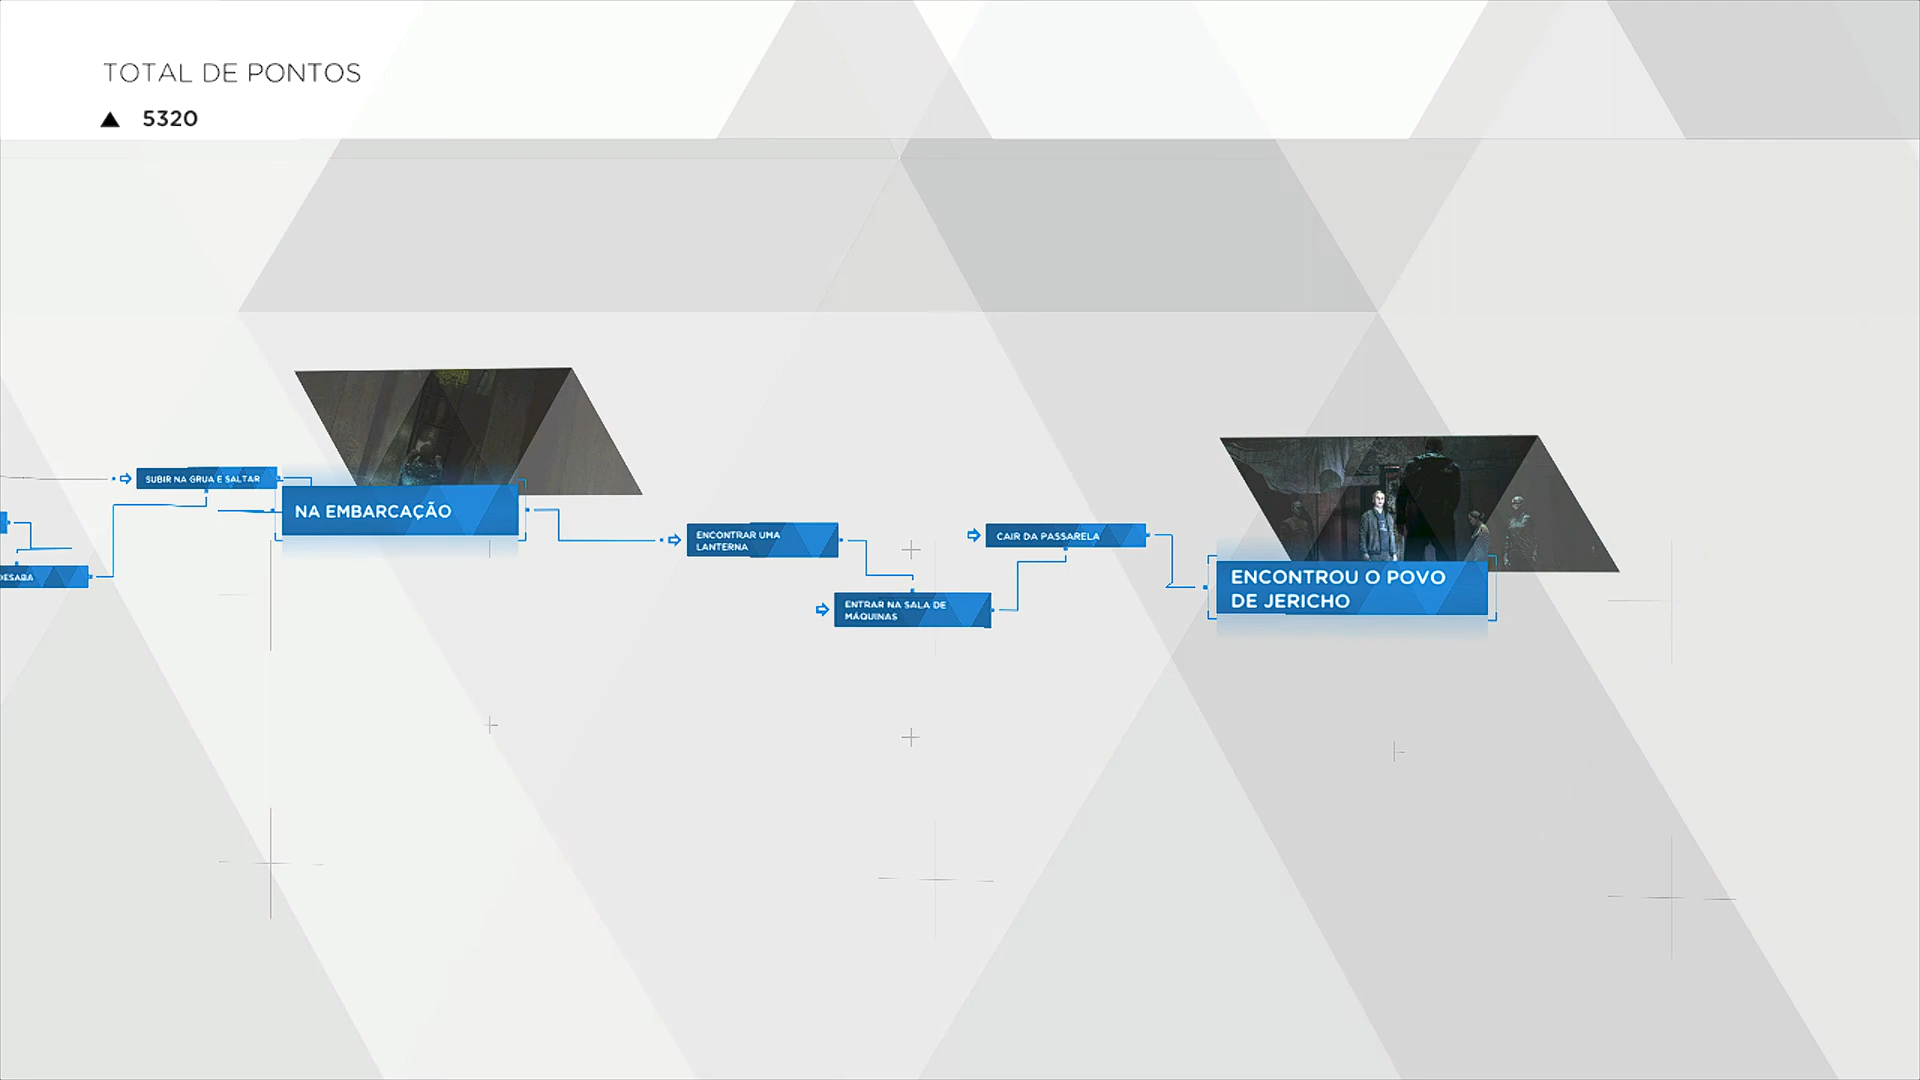 TOTAL DE PONTOS
5320
SUBIR NA GRUA E SALTAR
NA EMBARCAÇÃO
ENCONTRAR UMA
LANTERNA
ENTRAR NA SALA DE
MÁQUINAS
CAIR DA PASSARELA
ENCONTROU O POVO
DE JERICHO